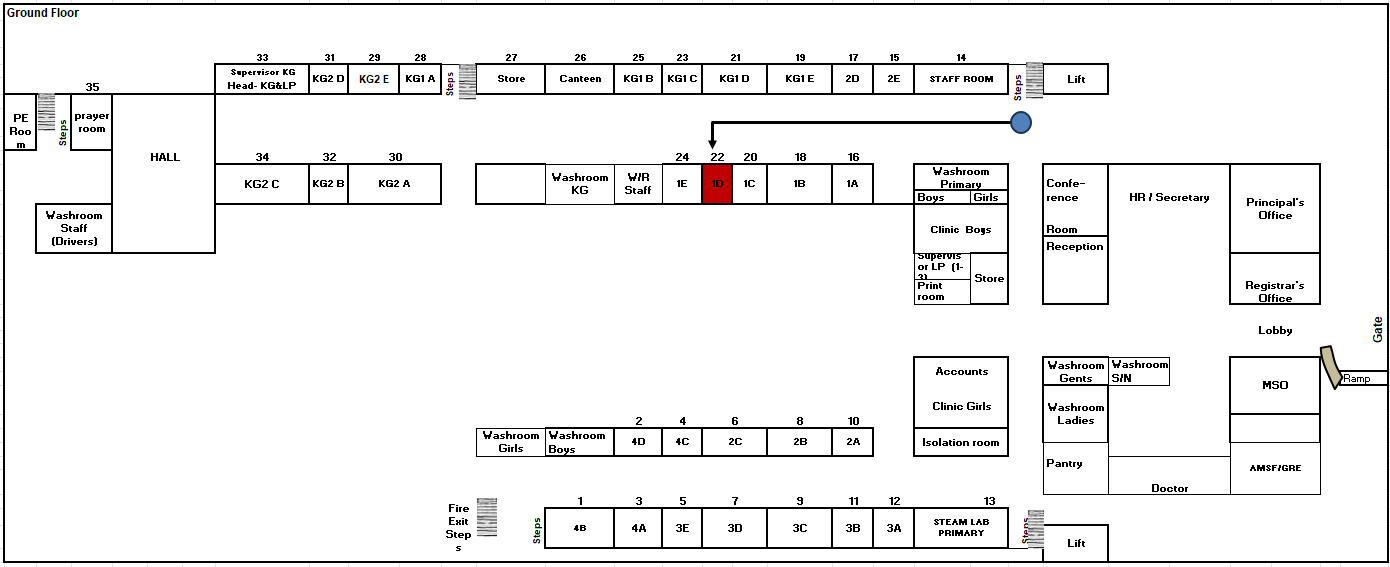 Ground Floor
33 31 29 28 27 26 25 23 21 19 17 15 14
Supervisor KG
Head- KG&LP
KG2 D
KG2 E
KG1 A
Steps
Store
Canteen
KG1 B
KG1 C
KG1 D
KG1 E
2D
2E
STAFF ROOM
Steps
Lift
PE
Roo
m
Steps
35
prayer
room
HALL
34 32 30
KG2 C
KG2 B
KG2 A
24 22 20 18 16
Washroom
KG
W/R
Staff
1E
1D
1C
1B
1A
Washroom
Primary
Boys
Girls
Clinic Boys
Supervis
or LP (1-
3)
Print
room
Store
Confe-
rence
Room
Reception
HR / Secretary
Principal's
Office
Registrar's
Office
Washroom
Staff
(Drivers)
Lobby
Gate
Ramp
Accounts
Clinic Girls
Isolation room
Washroom
Gents
Washroom
S/N
Washroom
Ladies
Pantry
Doctor
MSO
AMSF/GRE
2 4 6 8 10
Washroom
Girls
Washroom
Boys
4D
4C
2C
2B
2A
Fire
Exit
Step
s
Steps
1 3 5 7 9 11 12 13
4B
4A
3E
3D
3C
3B
3A
STEAM LAB
PRIMARY
Steps
Lift